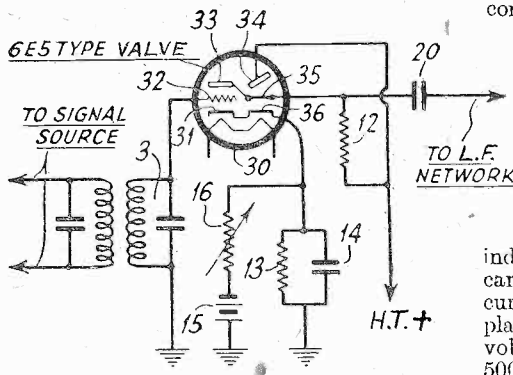 con
33
34
6E5 TYPE VALVE
35
20
32
31
36
TO SIGNAL
SOURCE
12
30
TO L.F.
NETWORK
3
16
14
13
15
H.T. +
ind
can
cur
pla
vol
500